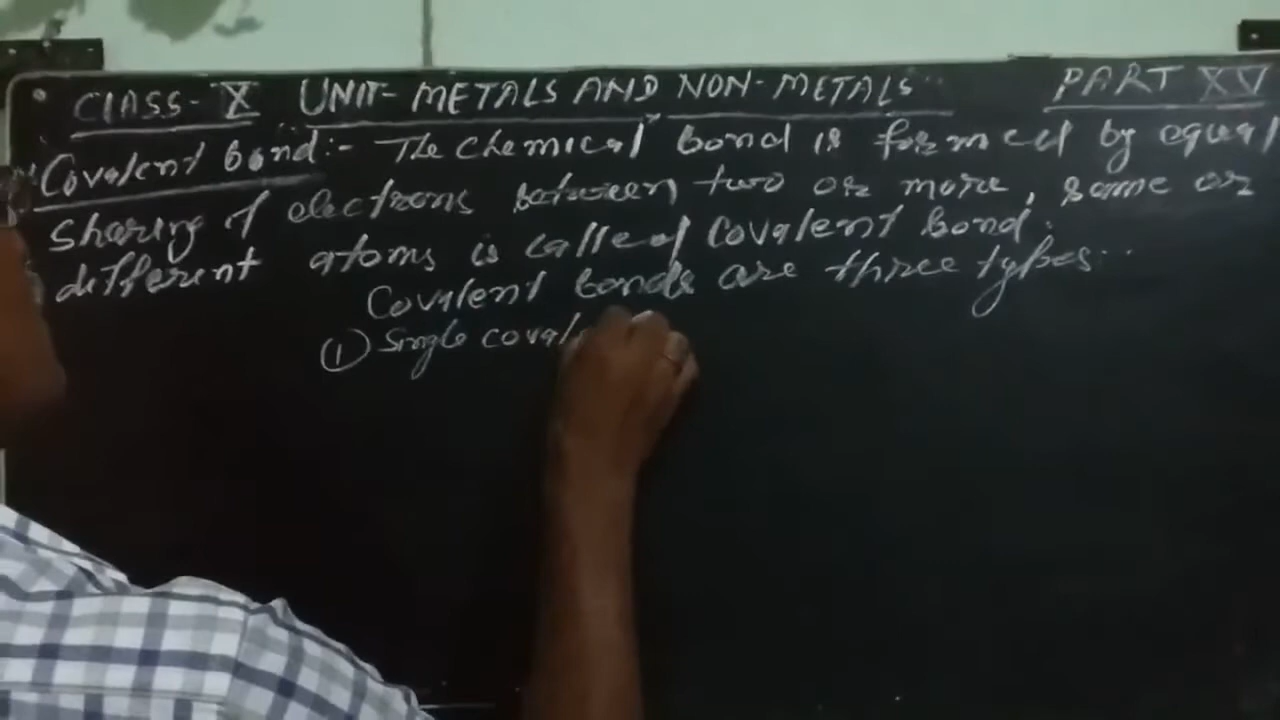 CLASS- X UNIT- METALS AND NON-METALS PART XV
Covalent bond:- The chemical bond is formed by equal
sharing of electrons between two or more, same or
different atoms is called covalent bond.
Covalent bonds are three types...
(1) Single coval